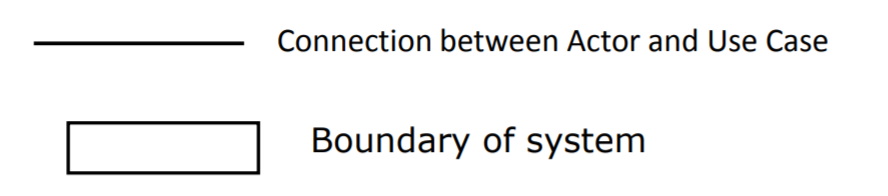 Connection between Actor and Use Case
Boundary of system